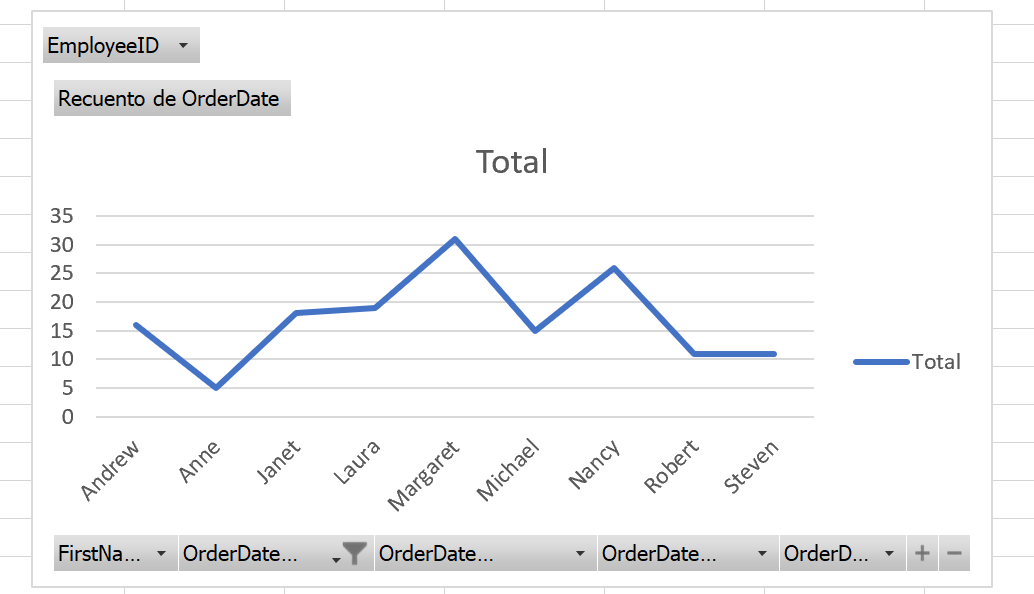 EmployeeID
Recuento de OrderDate
Total
35
30
25
20
15
10
5
0
Total
Andrew Anne Janet Laura Margaret Michael Nancy Robert Steven
FirstNa... OrderDate... OrderDate... OrderDate... OrderD... + −